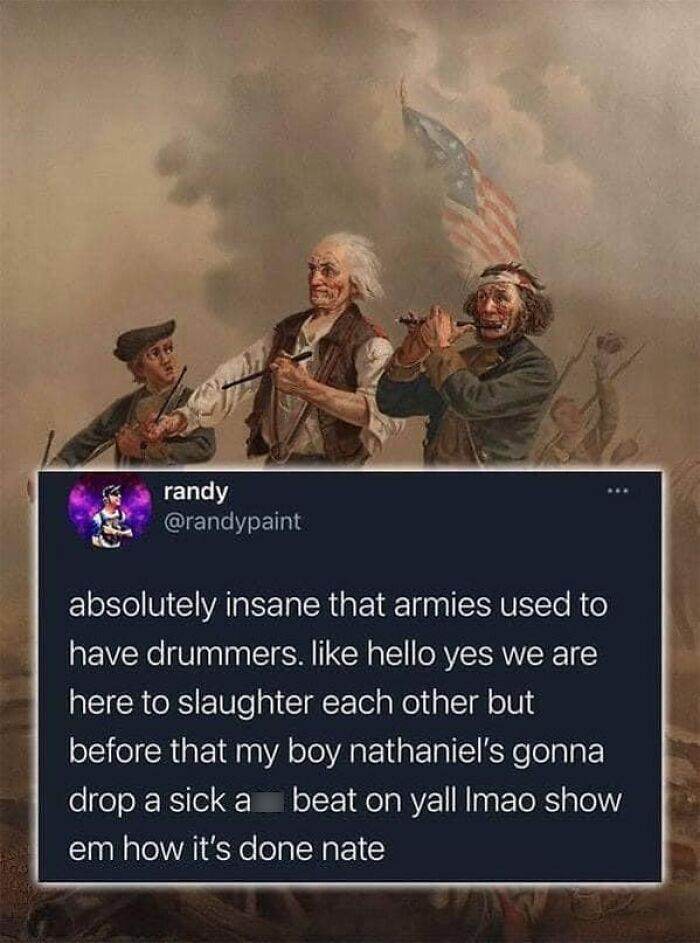 randy
@randypaint
absolutely insane that armies used to
have drummers. like hello yes we are
here to slaughter each other but
before that my boy nathaniel's gonna
drop a sick a beat on yall lmao show
em how it's done nate